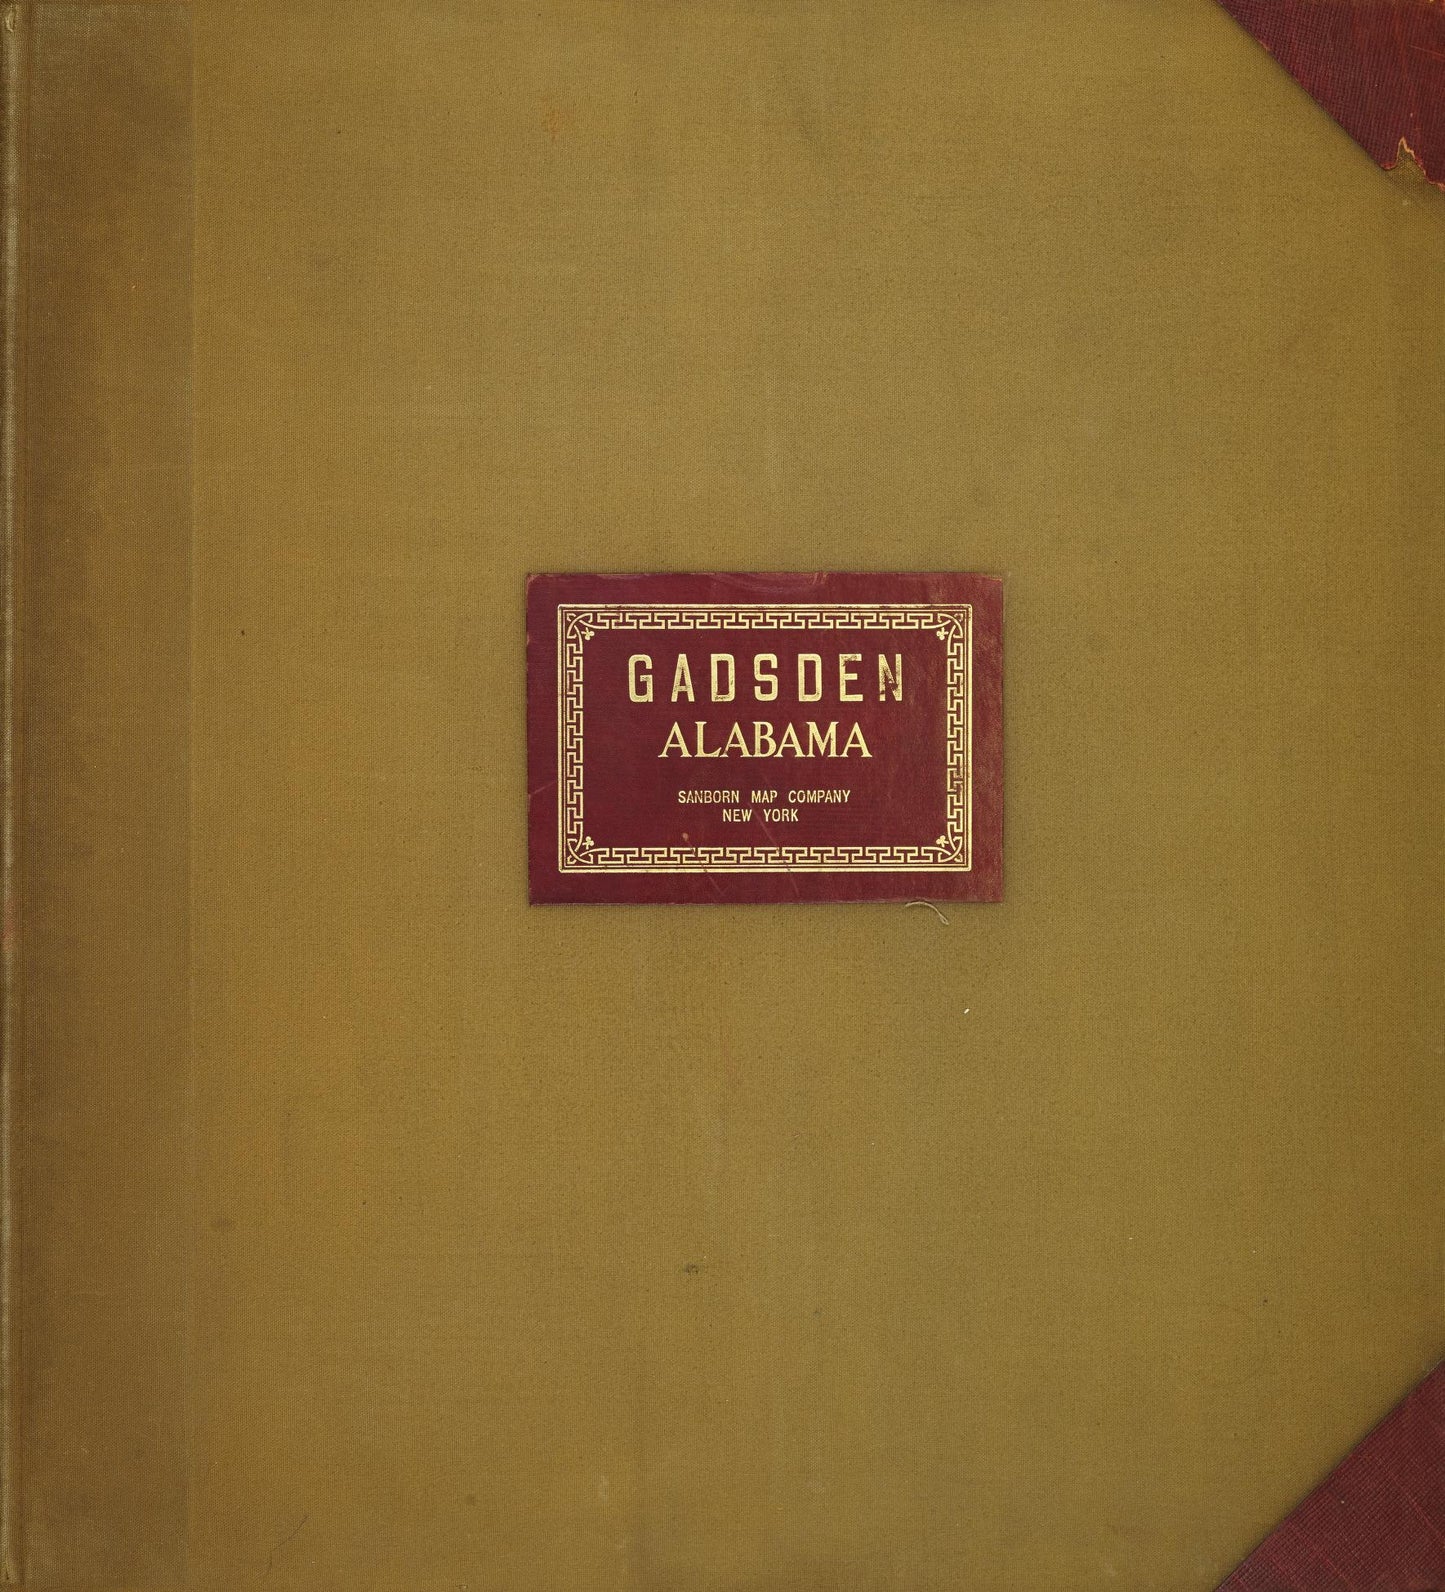 GADSDEN
ALABAMA
SANBORN MAP COMPANY
NEW YORK